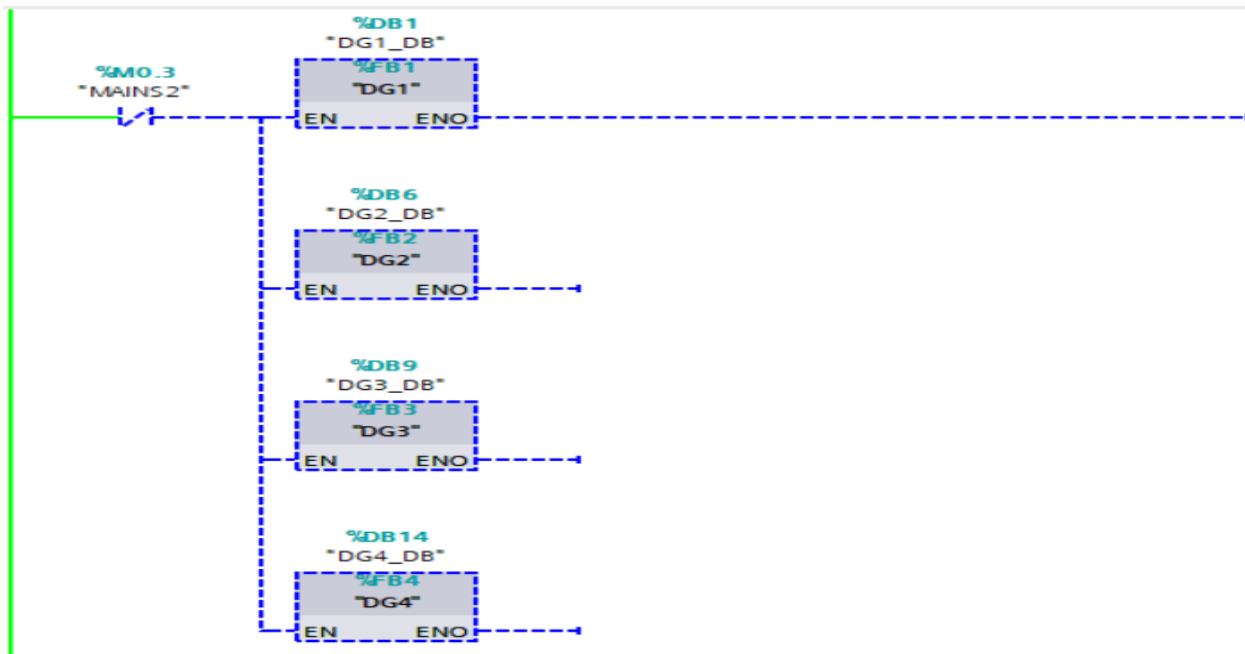 %DB1
"DG1_DB"
%M0.3
"MAINS2"
%FB1
"DG1"
EN ENO
%DB6
"DG2_DB"
%FB2
"DG2"
EN ENO
%DB9
"DG3_DB"
%FB3
"DG3"
EN ENO
%DB14
"DG4_DB"
%FB4
"DG4"
EN ENO